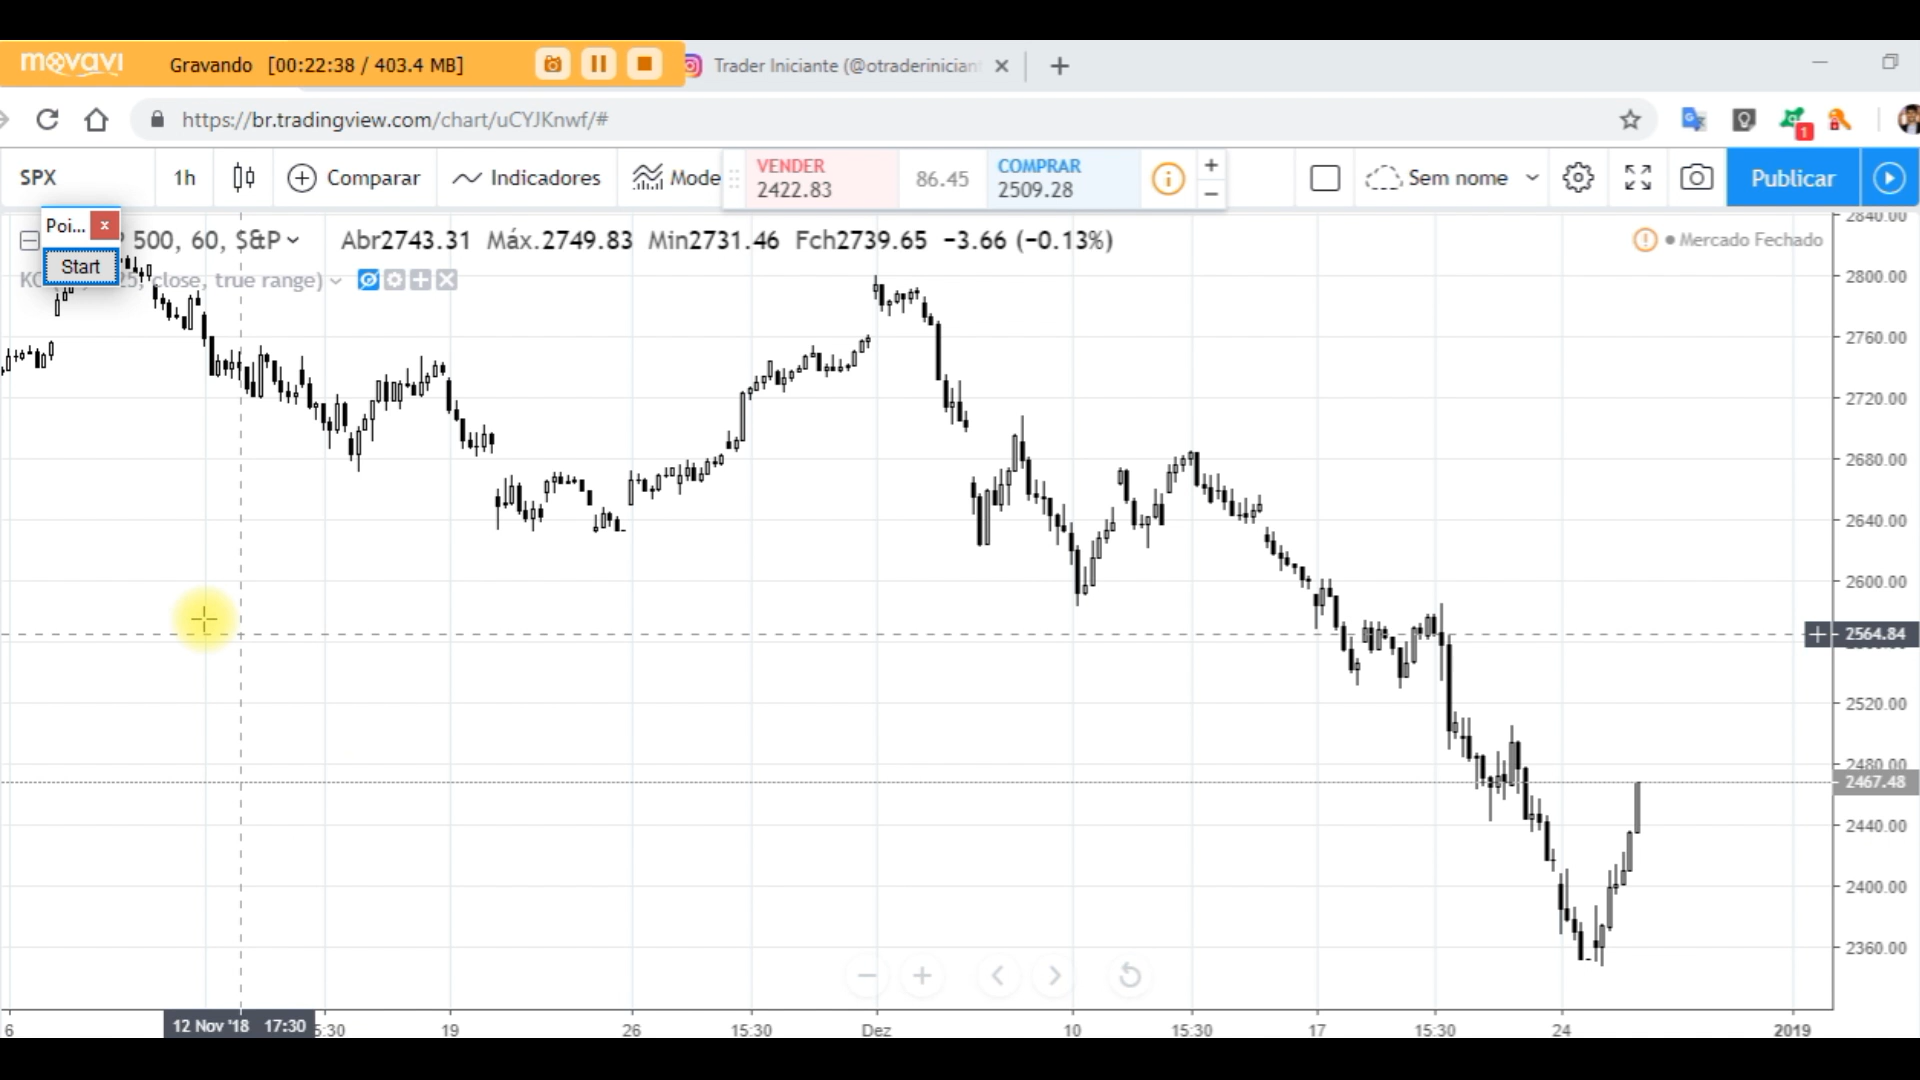 movavi
Gravando [00:22:38 / 403.4 MB]
Trader Iniciante (@otraderinician
https://br.tradingview.com/chart/uCYJKnwf/#
1
SPX
1h
Comparar
Indicadores
Mode
VENDER
2422.83
86.45
COMPRAR
2509.28
Sem nome
Publicar
Poi...
Start
500, 60, $&P
Abr2743.31 Máx.2749.83 Min2731.46 Fch2739.65 −3.66 (−0.13%)
Mercado Fechado
KC
25, close, true range)
2840.00
2800.00
2760.00
2720.00
2680.00
2640.00
2600.00
2564.84
2520.00
2480.00
2467.48
2440.00
2400.00
2360.00
6
12 Nov '18 17:30
5:30
19
26
15:30
Dez
10
15:30
17
15:30
24
2019